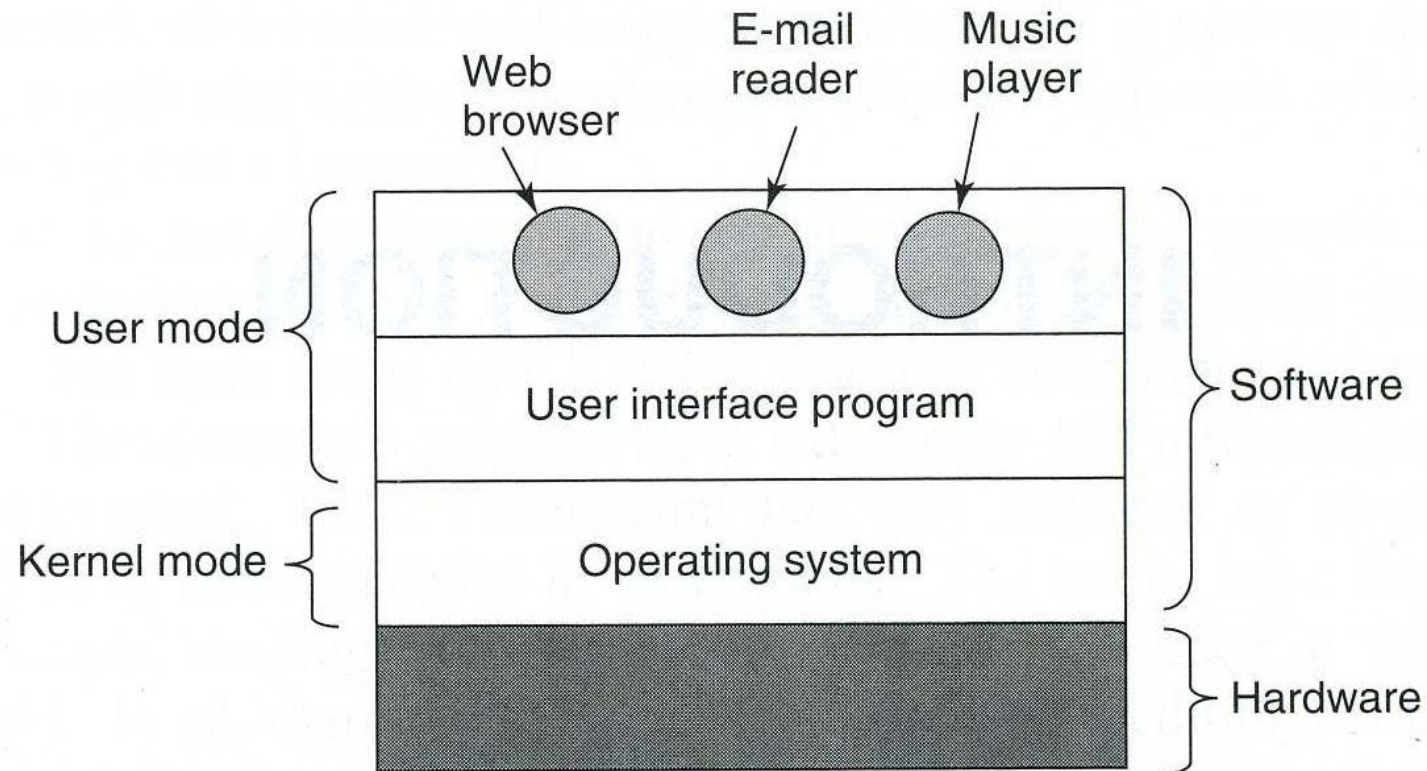 Web
browser
E-mail
reader
Music
player
User mode
User interface program
Software
Kernel mode
Operating system
Hardware